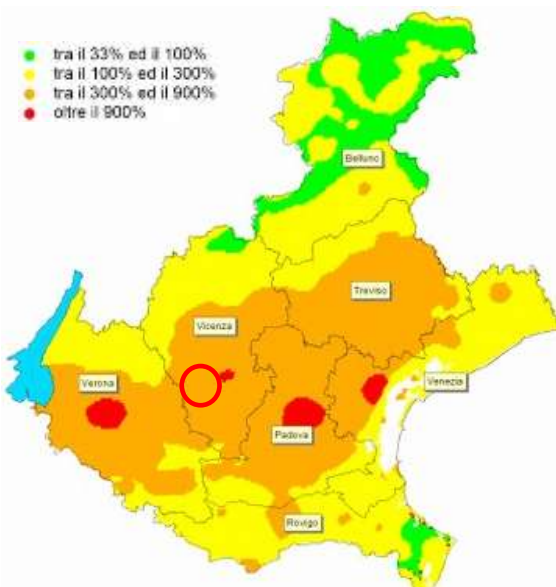 tra il 33% ed il 100%
tra il 100% ed il 300%
tra il 300% ed il 900%
oltre il 900%
Belluno
Treviso
Vicenza
Verona
Venezia
Padova
Rovigo